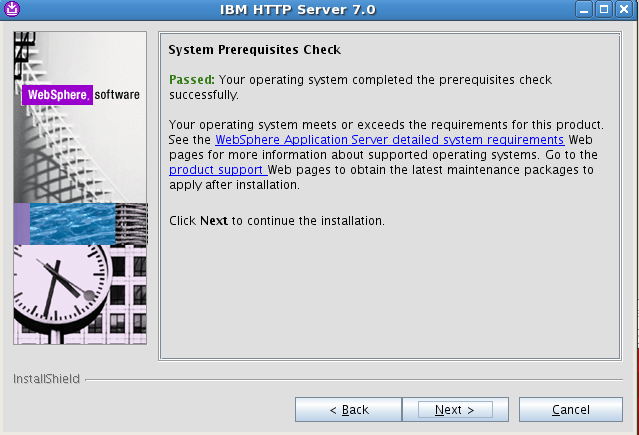 IBM HTTP Server 7.0
WebSphere. software
System Prerequisites Check
Passed: Your operating system completed the prerequisites check
successfully.
Your operating system meets or exceeds the requirements for this product.
See the WebSphere Application Server detailed system requirements Web
pages for more information about supported operating systems. Go to the
product support Web pages to obtain the latest maintenance packages to
apply after installation.
Click Next to continue the installation.
InstallShield
< Back
Next >
Cancel